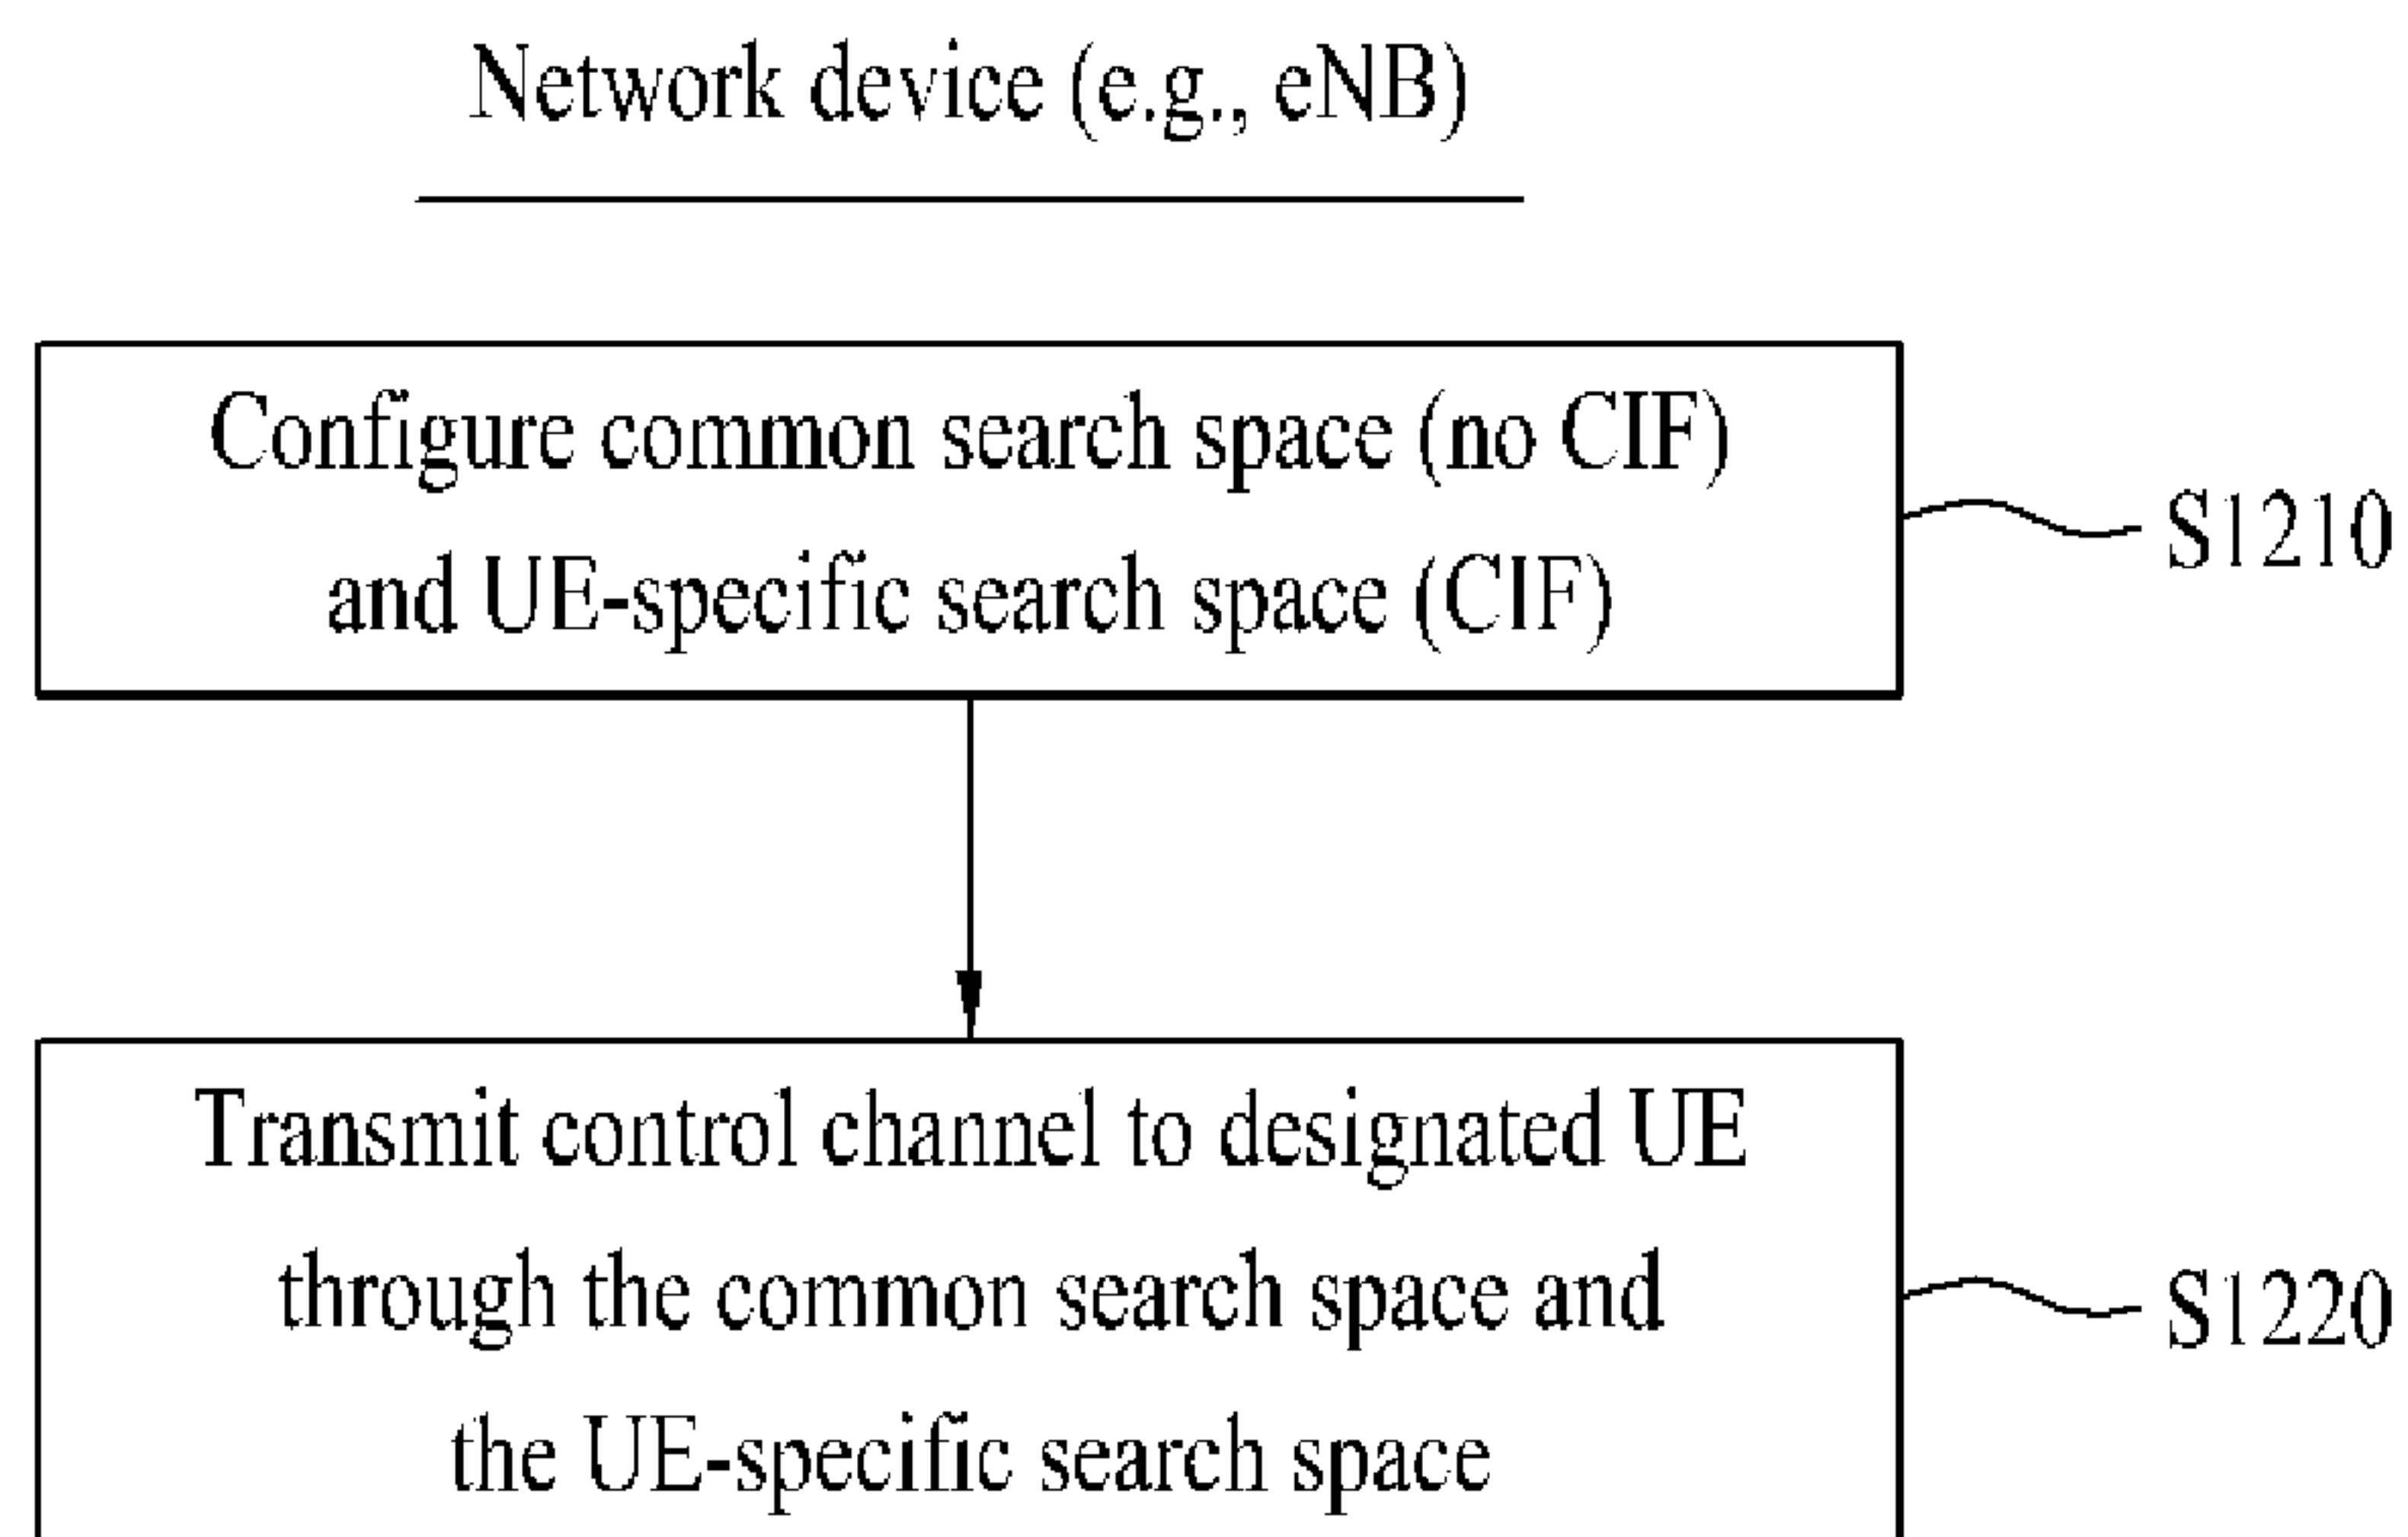 Network device (e.g., eNB)
Configure common search space (no CIF)
and UE-specific search space (CIF)
S1210
Transmit control channel to designated UE
through the common search space and
the UE-specific search space
S1220